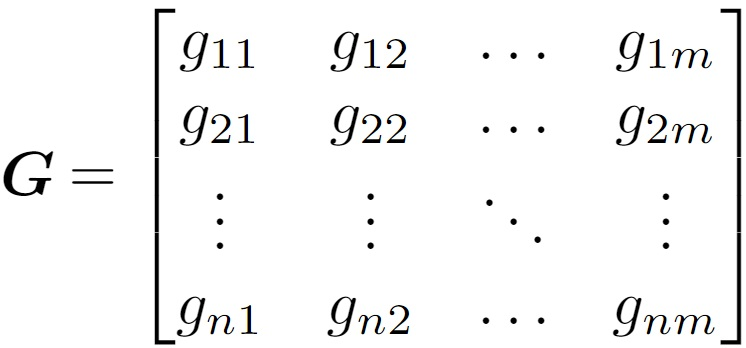 g₁₁ g₁₂ ⋯ g₁ₘ
g₂₁ g₂₂ ⋯ g₂ₘ
G =
⋮ ⋮ ⋱ ⋮
gₙ₁ gₙ₂ ⋯ gₙₘ